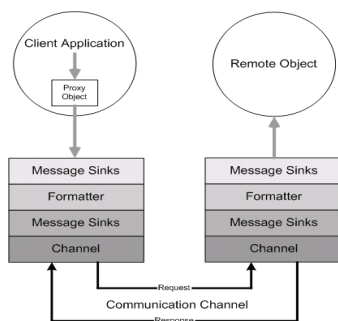 Client Application
Proxy
Object
Remote Object
Message Sinks
Formatter
Message Sinks
Channel
Message Sinks
Formatter
Message Sinks
Channel
Request
Communication Channel
Response